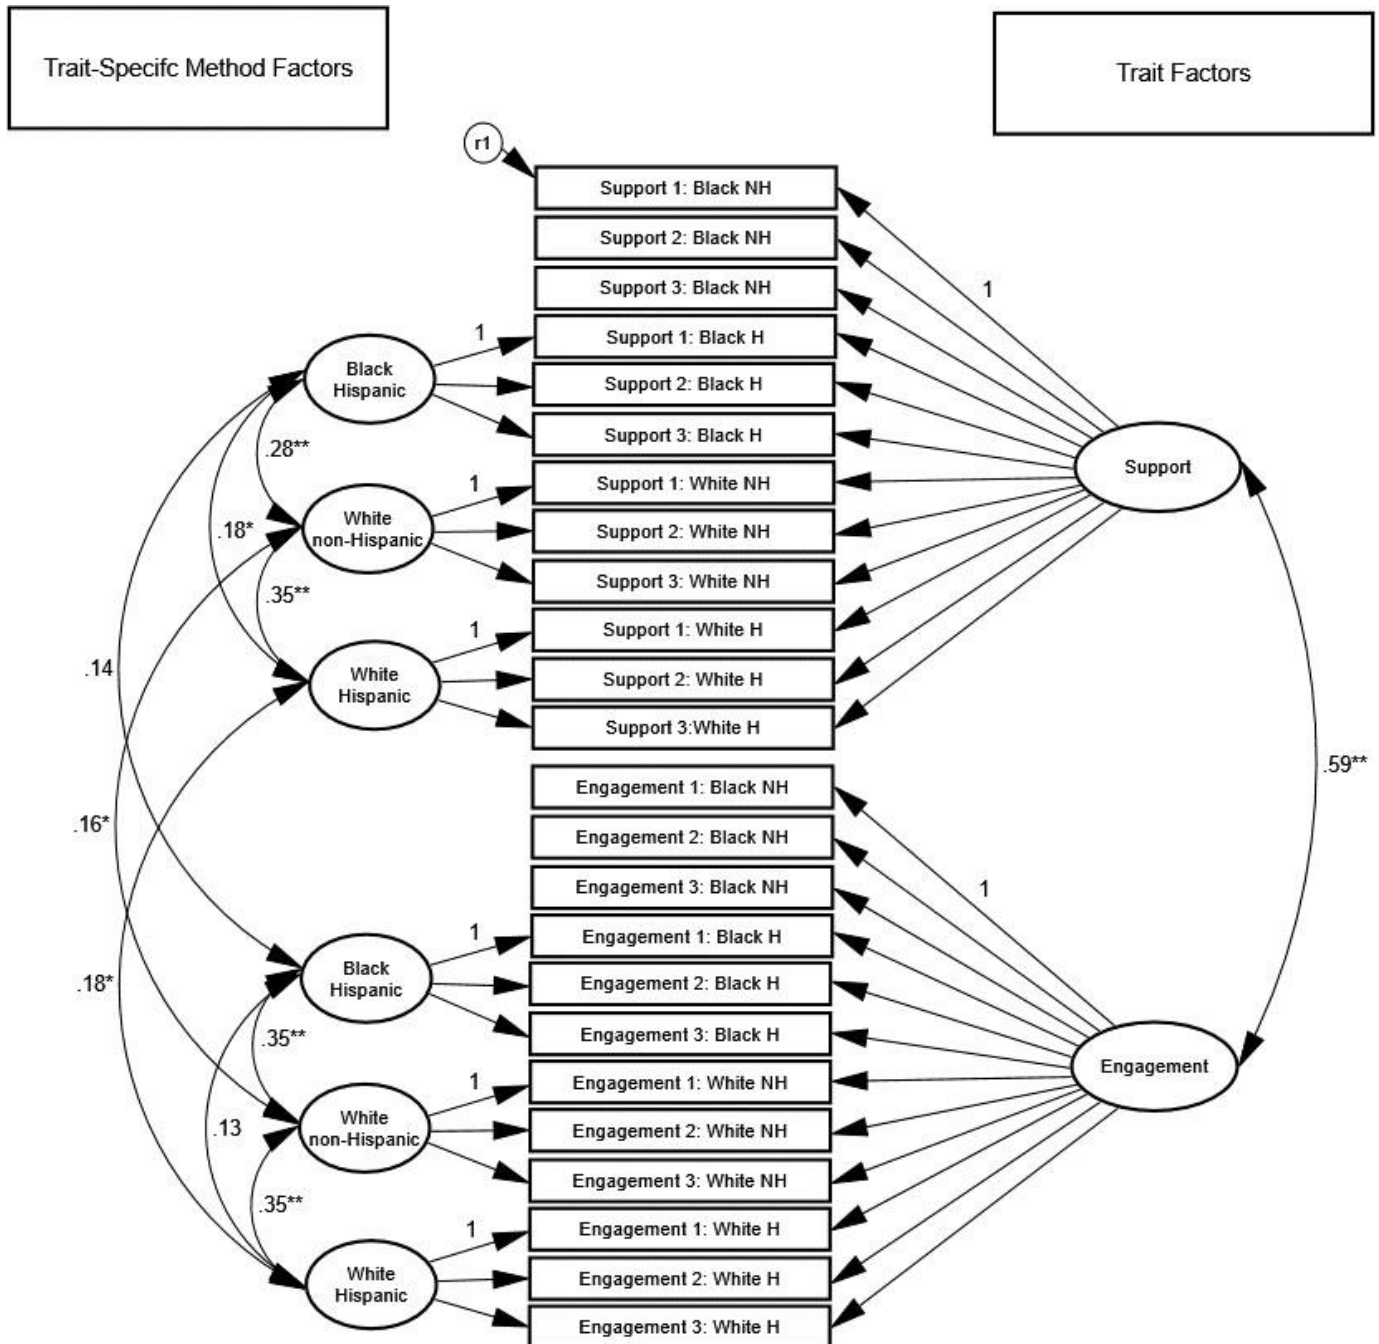 Trait-Specifc Method Factors
Trait Factors
r1
Support 1: Black NH
Support 2: Black NH
Support 3: Black NH
1
1
Support 1: Black H
Black
Hispanic
Support 2: Black H
Support 3: Black H
.28**
Support
1
Support 1: White NH
White
non-Hispanic
.18*
Support 2: White NH
Support 3: White NH
.35**
1
Support 1: White H
.14
White
Hispanic
Support 2: White H
Support 3:White H
.59**
Engagement 1: Black NH
.16*
Engagement 2: Black NH
Engagement 3: Black NH
1
1
Engagement 1: Black H
.18*
Black
Hispanic
Engagement 2: Black H
Engagement 3: Black H
.35**
Engagement
1
Engagement 1: White NH
.13
White
non-Hispanic
Engagement 2: White NH
Engagement 3: White NH
.35**
1
Engagement 1: White H
White
Hispanic
Engagement 2: White H
Engagement 3: White H